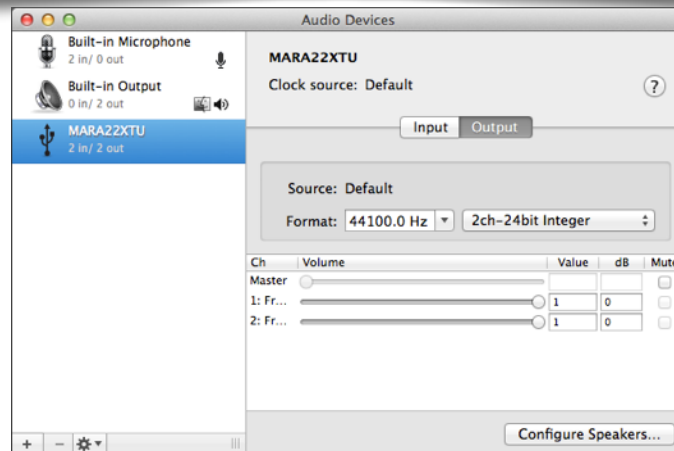 Audio Devices
Built-in Microphone
2 in/ 0 out
Built-in Output
0 in/ 2 out
MARA22XTU
2 in/ 2 out
MARA22XTU
Clock source: Default
?
Input Output
Source: Default
Format: 44100.0 Hz 2ch-24bit Integer
Ch Volume Value dB Mute
Master
1: Fr... 1 0
2: Fr... 1 0
+ −
Configure Speakers...